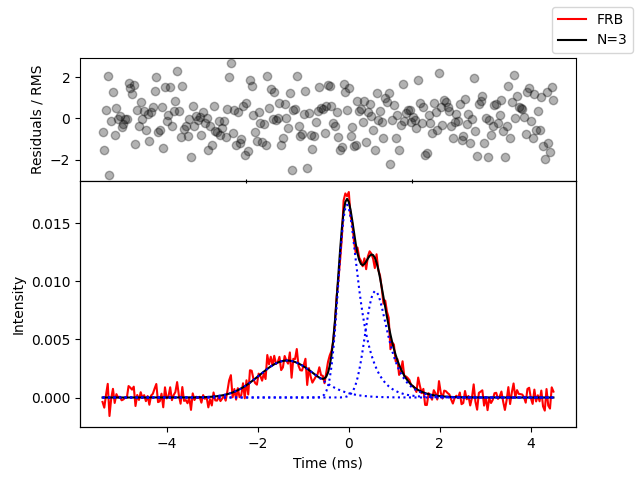 FRB
N=3
Residuals / RMS
2
0
−2
Intensity
0.015
0.010
0.005
0.000
−4
−2
0
2
4
Time (ms)